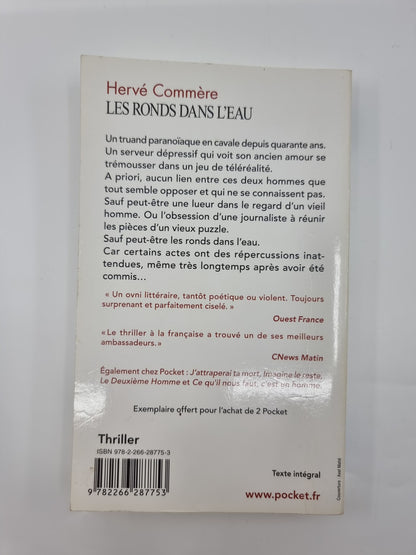 Hervé Commère
LES RONDS DANS L'EAU
Un truand paranoïaque en cavale depuis quarante ans.
Un serveur dépressif qui voit son ancien amour se
trémousser dans un jeu de téléréalité.
A priori, aucun lien entre ces deux hommes que
tout semble opposer et qui ne se connaissent pas.
Sauf peut-être une lueur dans le regard d'un vieil
homme. Ou l'obsession d'une journaliste à réunir
les pièces d'un vieux puzzle.
Sauf peut-être les ronds dans l'eau.
Car certains actes ont des répercussions inat-
tendues, même très longtemps après avoir été
commis...
« Un ovni littéraire, tantôt poétique ou violent. Toujours
surprenant et parfaitement ciselé. »
Ouest France
« Le thriller à la française a trouvé un de ses meilleurs
ambassadeurs. »
CNews Matin
Également chez Pocket : J'attraperai ta mort, Imagine le reste,
Le Deuxième Homme et Ce qu'il nous faut, c'est un homme.
Exemplaire offert pour l'achat de 2 Pocket
Thriller
ISBN 978-2-266-28775-3
9 782266 287753
Texte intégral
www.pocket.fr
Couverture : Axel Mahé